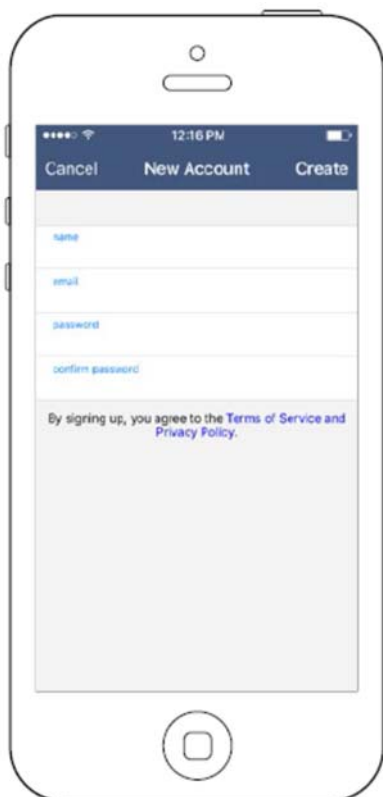 12:16 PM
Cancel New Account Create
name
email
password
confirm password
By signing up, you agree to the Terms of Service and
Privacy Policy.